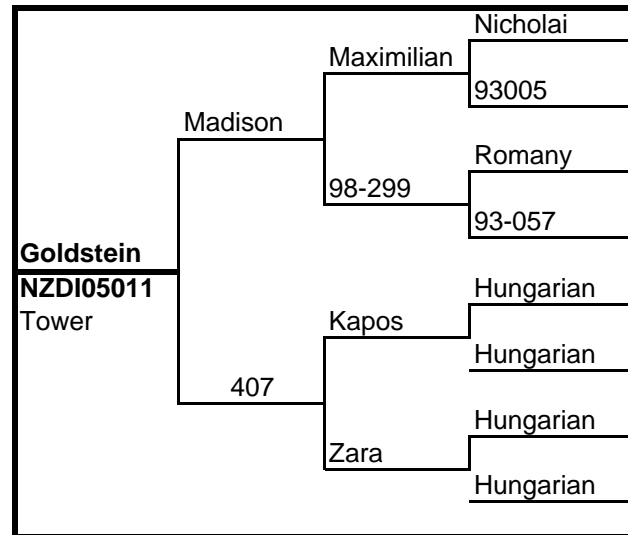 Nicholai
Maximilian
93005
Madison
Romany
98-299
93-057
Goldstein
NZDI05011
Tower
Hungarian
Kapos
Hungarian
407
Hungarian
Zara
Hungarian